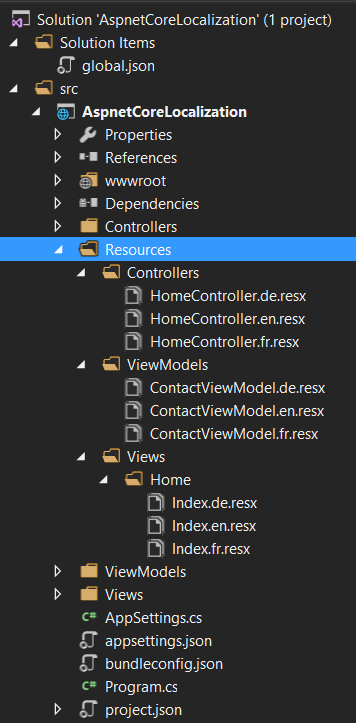 Solution 'AspnetCoreLocalization' (1 project)
Solution Items
global.json
src
AspnetCoreLocalization
Properties
References
wwwroot
Dependencies
Controllers
Resources
Controllers
HomeController.de.resx
HomeController.en.resx
HomeController.fr.resx
ViewModels
ContactViewModel.de.resx
ContactViewModel.en.resx
ContactViewModel.fr.resx
Views
Home
Index.de.resx
Index.en.resx
Index.fr.resx
ViewModels
Views
C# AppSettings.cs
appsettings.json
bundleconfig.json
C# Program.cs
project.json